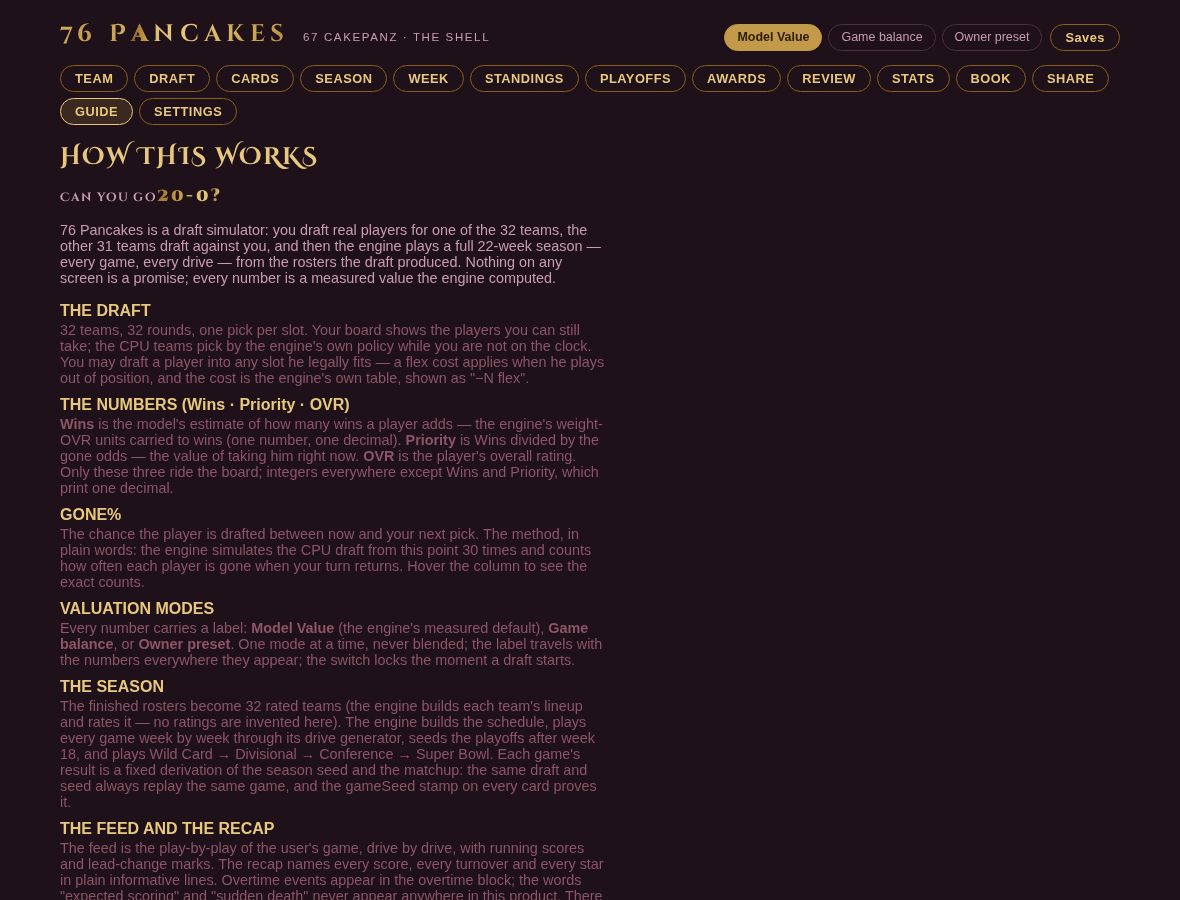 76 PANCAKES 67 CAKEPANZ · THE SHELL Model Value Game balance Owner preset Saves
TEAM DRAFT CARDS SEASON WEEK STANDINGS PLAYOFFS AWARDS REVIEW STATS BOOK SHARE
GUIDE SETTINGS
HOW THIS WORKS
CAN YOU GO 20-0?
76 Pancakes is a draft simulator: you draft real players for one of the 32 teams, the
other 31 teams draft against you, and then the engine plays a full 22-week season —
every game, every drive — from the rosters the draft produced. Nothing on any
screen is a promise; every number is a measured value the engine computed.
THE DRAFT
32 teams, 32 rounds, one pick per slot. Your board shows the players you can still
take; the CPU teams pick by the engine's own policy while you are not on the clock.
You may draft a player into any slot he legally fits — a flex cost applies when he plays
out of position, and the cost is the engine's own table, shown as "−N flex".
THE NUMBERS (Wins · Priority · OVR)
Wins is the model's estimate of how many wins a player adds — the engine's weight-
OVR units carried to wins (one number, one decimal). Priority is Wins divided by the
gone odds — the value of taking him right now. OVR is the player's overall rating.
Only these three ride the board; integers everywhere except Wins and Priority, which
print one decimal.
GONE%
The chance the player is drafted between now and your next pick. The method, in
plain words: the engine simulates the CPU draft from this point 30 times and counts
how often each player is gone when your turn returns. Hover the column to see the
exact counts.
VALUATION MODES
Every number carries a label: Model Value (the engine's measured default), Game
balance, or Owner preset. One mode at a time, never blended; the label travels with
the numbers everywhere they appear; the switch locks the moment a draft starts.
THE SEASON
The finished rosters become 32 rated teams (the engine builds each team's lineup
and rates it — no ratings are invented here). The engine builds the schedule, plays
every game week by week through its drive generator, seeds the playoffs after week
18, and plays Wild Card → Divisional → Conference → Super Bowl. Each game's
result is a fixed derivation of the season seed and the matchup: the same draft and
seed always replay the same game, and the gameSeed stamp on every card proves
it.
THE FEED AND THE RECAP
The feed is the play-by-play of the user's game, drive by drive, with running scores
and lead-change marks. The recap names every score, every turnover and every star
in plain informative lines. Overtime events appear in the overtime block; the words
"expected scoring" and "sudden death" never appear anywhere in this product. There